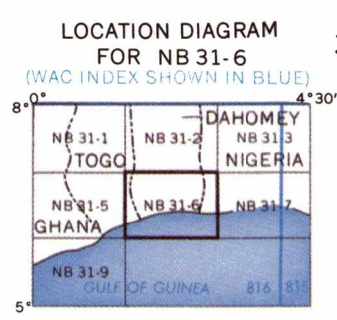 LOCATION DIAGRAM
FOR NB 31-6
(WAC INDEX SHOWN IN BLUE)
8° 0° 4°30'
DAHOMEY
NB 31-1 NB 31-2 NB 31-3
TOGO NIGERIA
NB 31-5 NB 31-6 NB 31-7
GHANA
NB 31-9
GULF OF GUINEA 816 815
5°